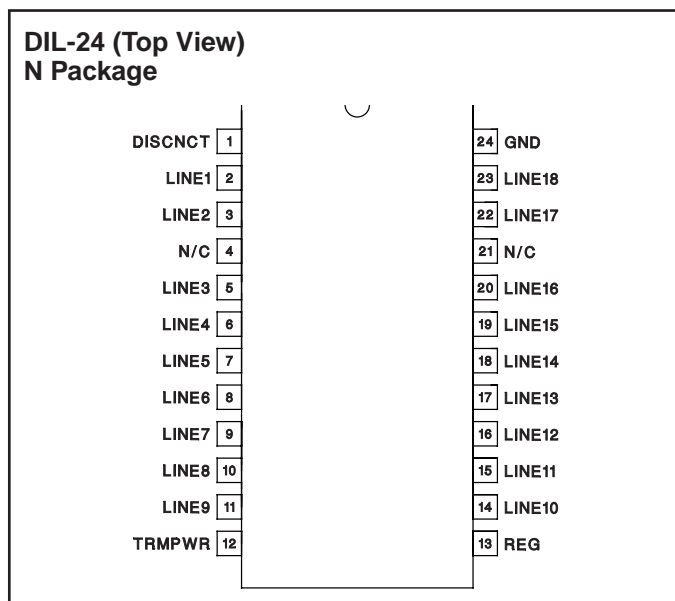 DIL-24 (Top View)
N Package
DISCNCT 1 24 GND
LINE1 2 23 LINE18
LINE2 3 22 LINE17
N/C 4 21 N/C
LINE3 5 20 LINE16
LINE4 6 19 LINE15
LINE5 7 18 LINE14
LINE6 8 17 LINE13
LINE7 9 16 LINE12
LINE8 10 15 LINE11
LINE9 11 14 LINE10
TRMPWR 12 13 REG